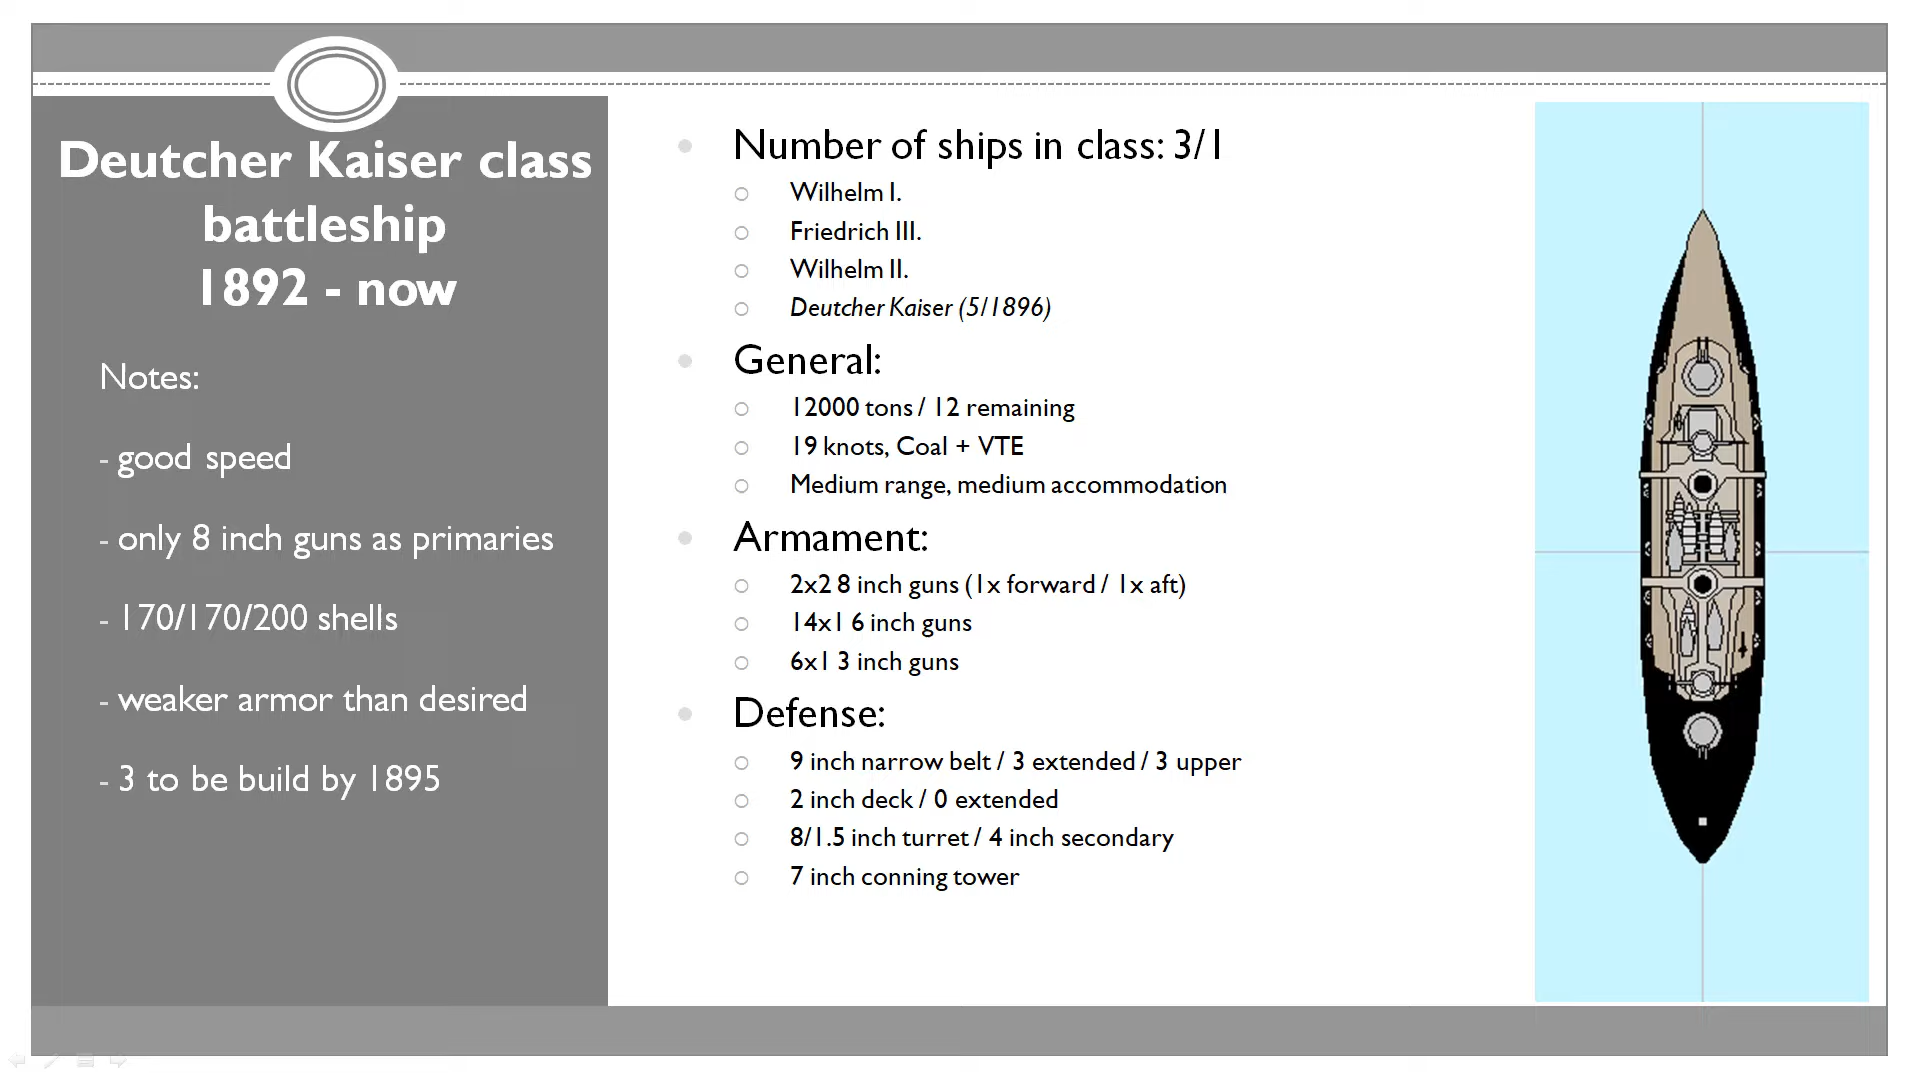 Deutcher Kaiser class
battleship
1892 - now
Notes:
- good speed
- only 8 inch guns as primaries
- 170/170/200 shells
- weaker armor than desired
- 3 to be build by 1895
Number of ships in class: 3/1
Wilhelm I.
Friedrich III.
Wilhelm II.
Deutcher Kaiser (5/1896)
General:
12000 tons / 12 remaining
19 knots, Coal + VTE
Medium range, medium accommodation
Armament:
2x2 8 inch guns (1x forward / 1x aft)
14x1 6 inch guns
6x1 3 inch guns
Defense:
9 inch narrow belt / 3 extended / 3 upper
2 inch deck / 0 extended
8/1.5 inch turret / 4 inch secondary
7 inch conning tower